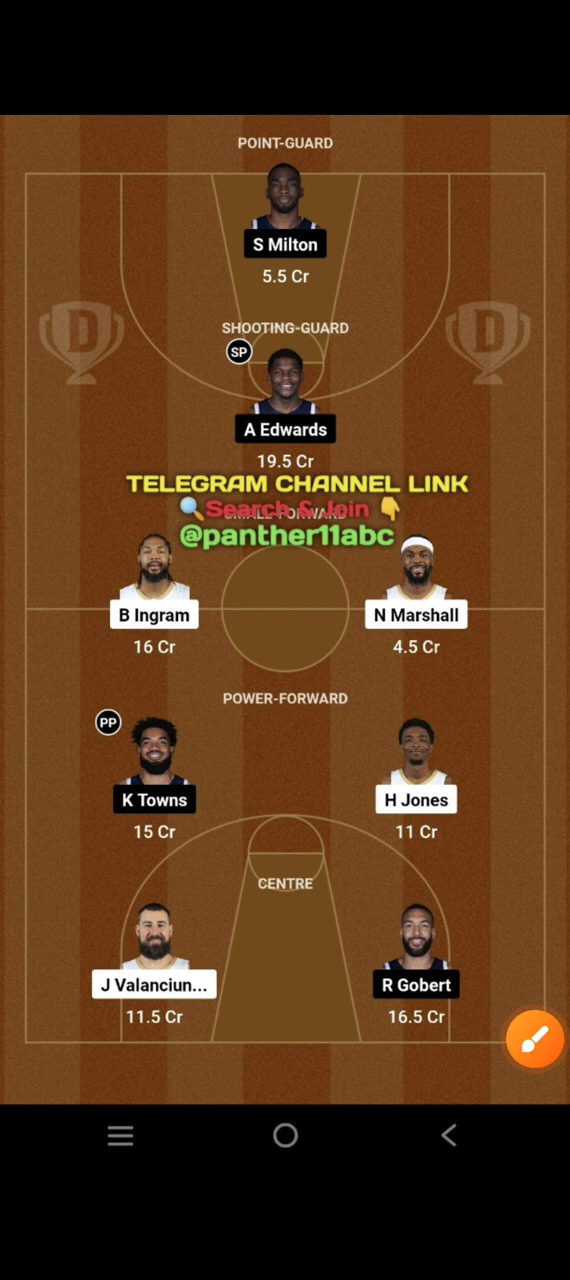 POINT-GUARD
S Milton
5.5 Cr
SHOOTING-GUARD
SP
A Edwards
19.5 Cr
TELEGRAM CHANNEL LINK
SMALL-FORWARD
🔍Search & Join 👇
@panther11abc
B Ingram
N Marshall
16 Cr
4.5 Cr
POWER-FORWARD
PP
K Towns
H Jones
15 Cr
11 Cr
CENTRE
J Valanciun...
R Gobert
11.5 Cr
16.5 Cr